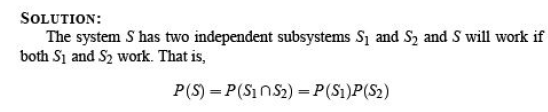 SOLUTION:
The system S has two independent subsystems S₁ and S₂ and S will work if
both S₁ and S₂ work. That is,
P(S) = P(S₁ ∩ S₂) = P(S₁)P(S₂)